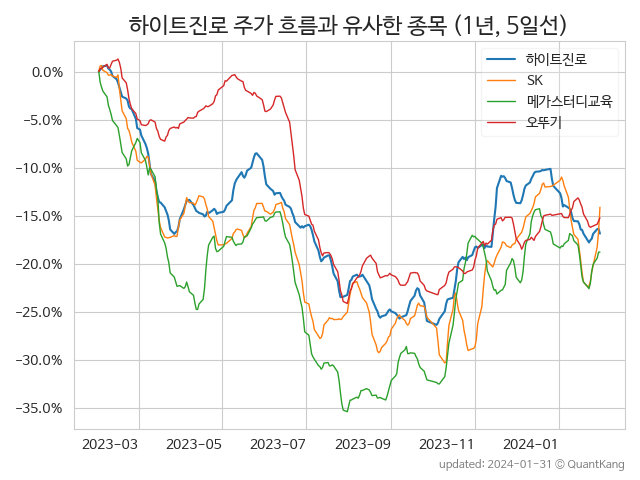 하이트진로 주가 흐름과 유사한 종목 (1년, 5일선)
하이트진로
SK
메가스터디교육
오뚜기
0.0%
−5.0%
−10.0%
−15.0%
−20.0%
−25.0%
−30.0%
−35.0%
2023-03 2023-05 2023-07 2023-09 2023-11 2024-01
updated: 2024-01-31 © QuantKang